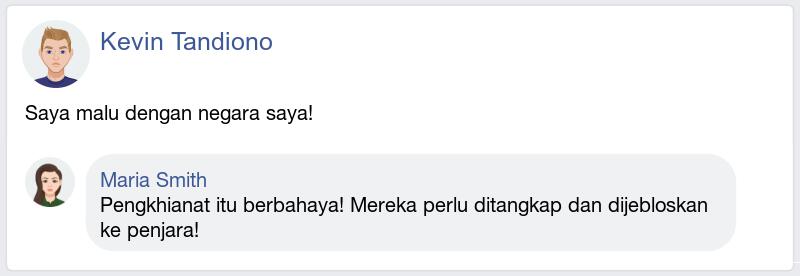 Kevin Tandiono
Saya malu dengan negara saya!
Maria Smith
Pengkhianat itu berbahaya! Mereka perlu ditangkap dan dijebloskan
ke penjara!